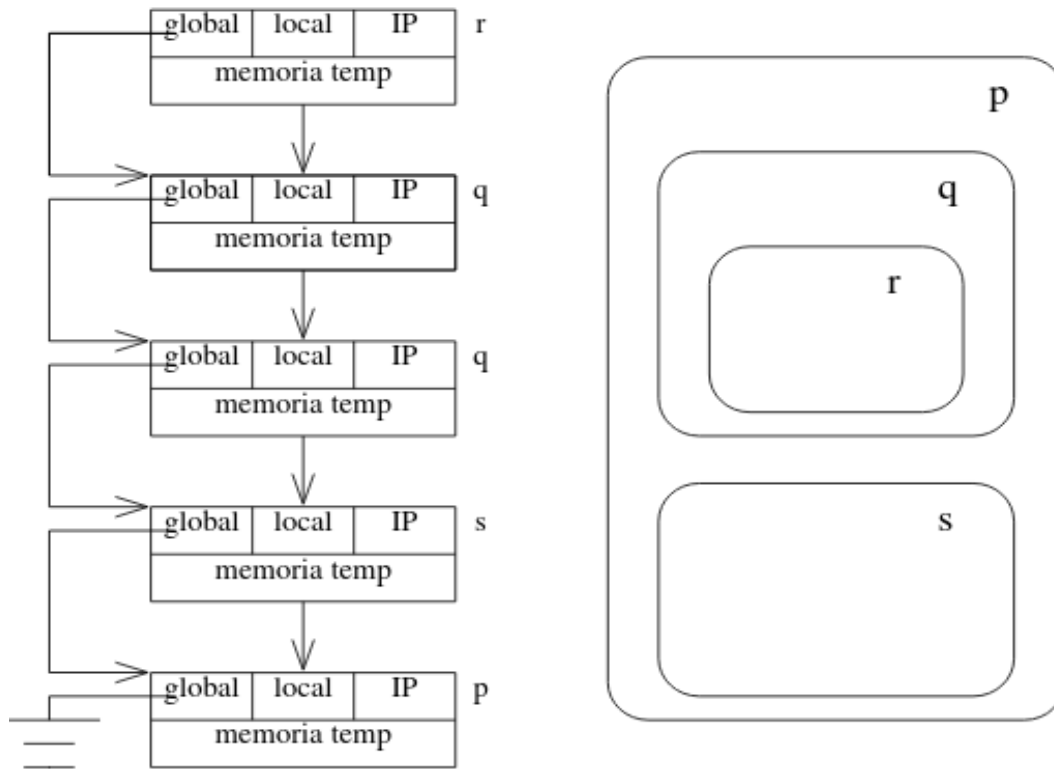 global local IP r
memoria temp
global local IP q
memoria temp
global local IP q
memoria temp
global local IP s
memoria temp
global local IP p
memoria temp
p
q
r
s